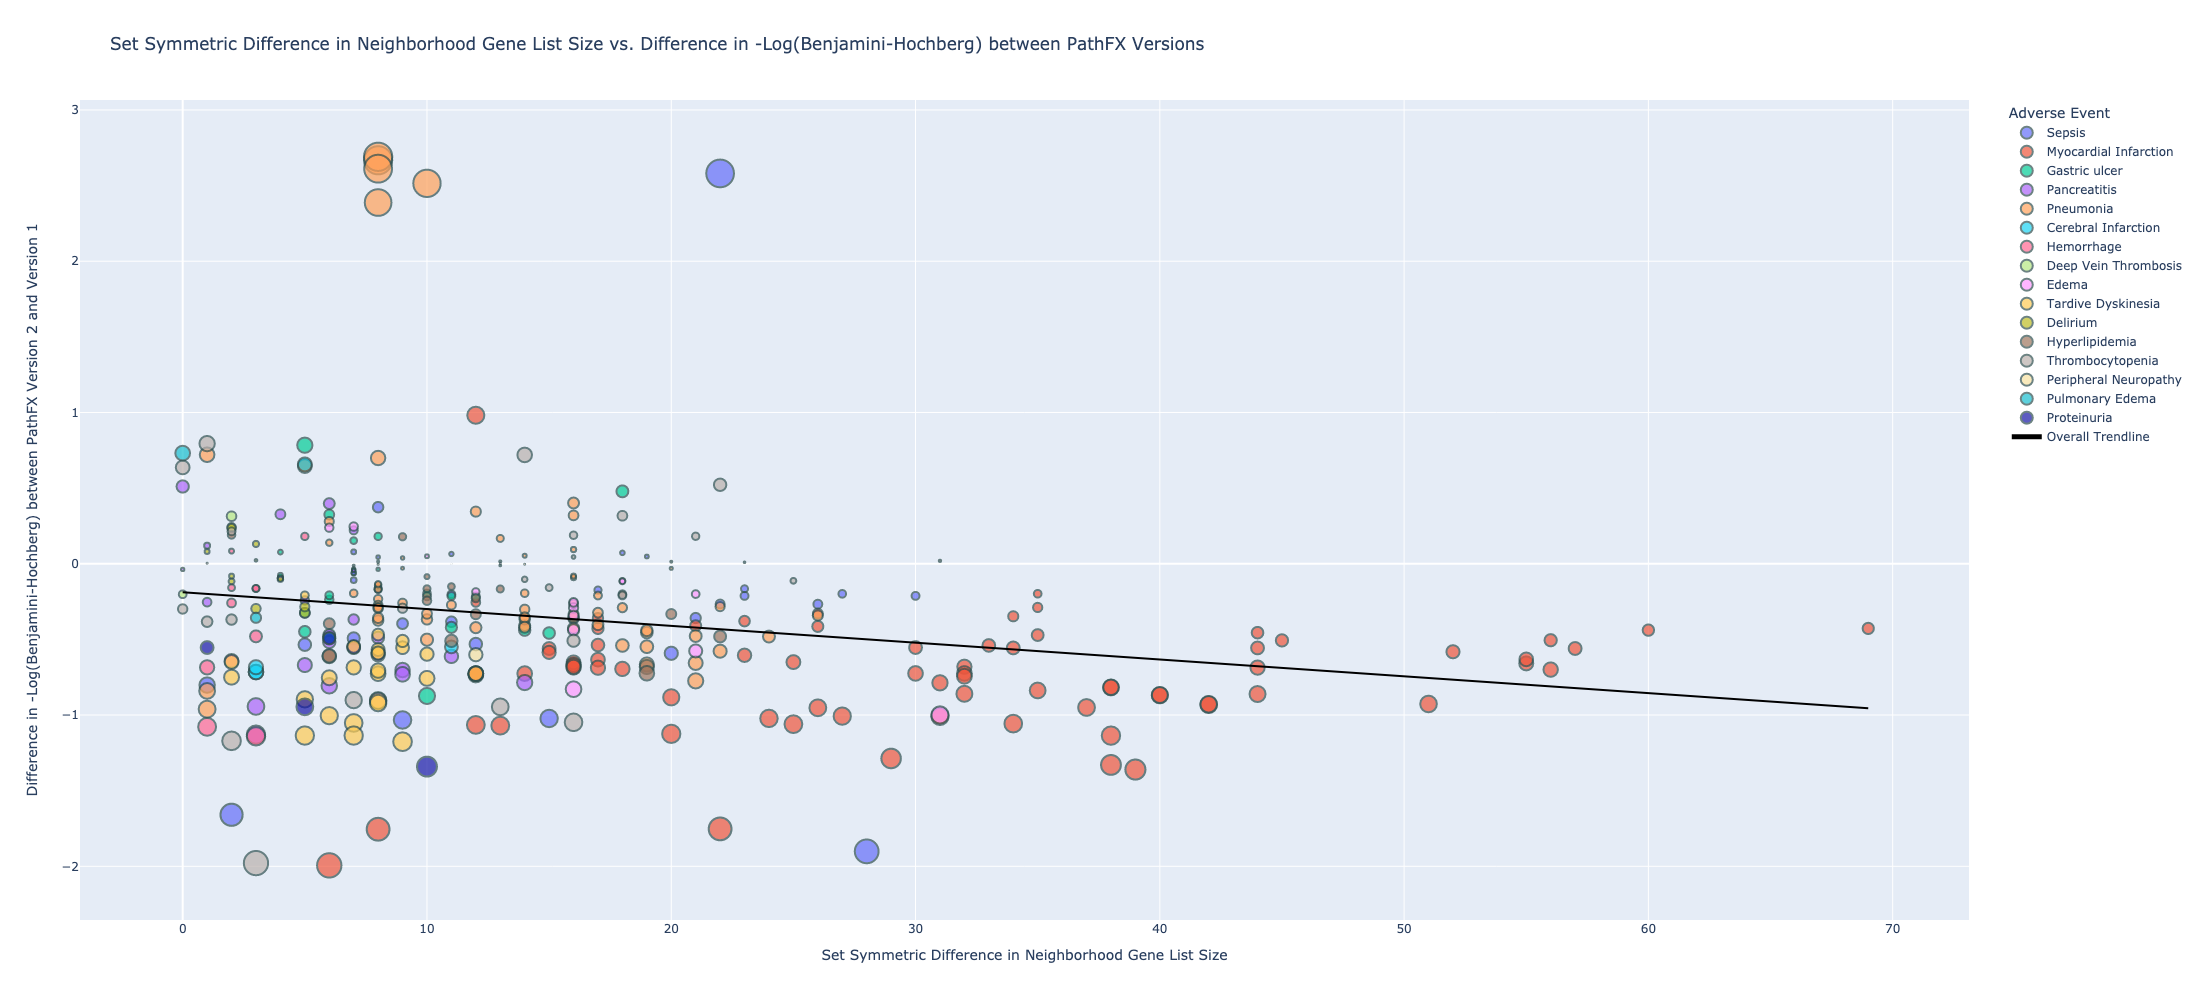 Set Symmetric Difference in Neighborhood Gene List Size vs. Difference in -Log(Benjamini-Hochberg) between PathFX Versions
Difference in -Log(Benjamini-Hochberg) between PathFX Version 2 and Version 1
3
2
1
0
−1
−2
0 10 20 30 40 50 60 70
Set Symmetric Difference in Neighborhood Gene List Size
Adverse Event
Sepsis
Myocardial Infarction
Gastric ulcer
Pancreatitis
Pneumonia
Cerebral Infarction
Hemorrhage
Deep Vein Thrombosis
Edema
Tardive Dyskinesia
Delirium
Hyperlipidemia
Thrombocytopenia
Peripheral Neuropathy
Pulmonary Edema
Proteinuria
Overall Trendline